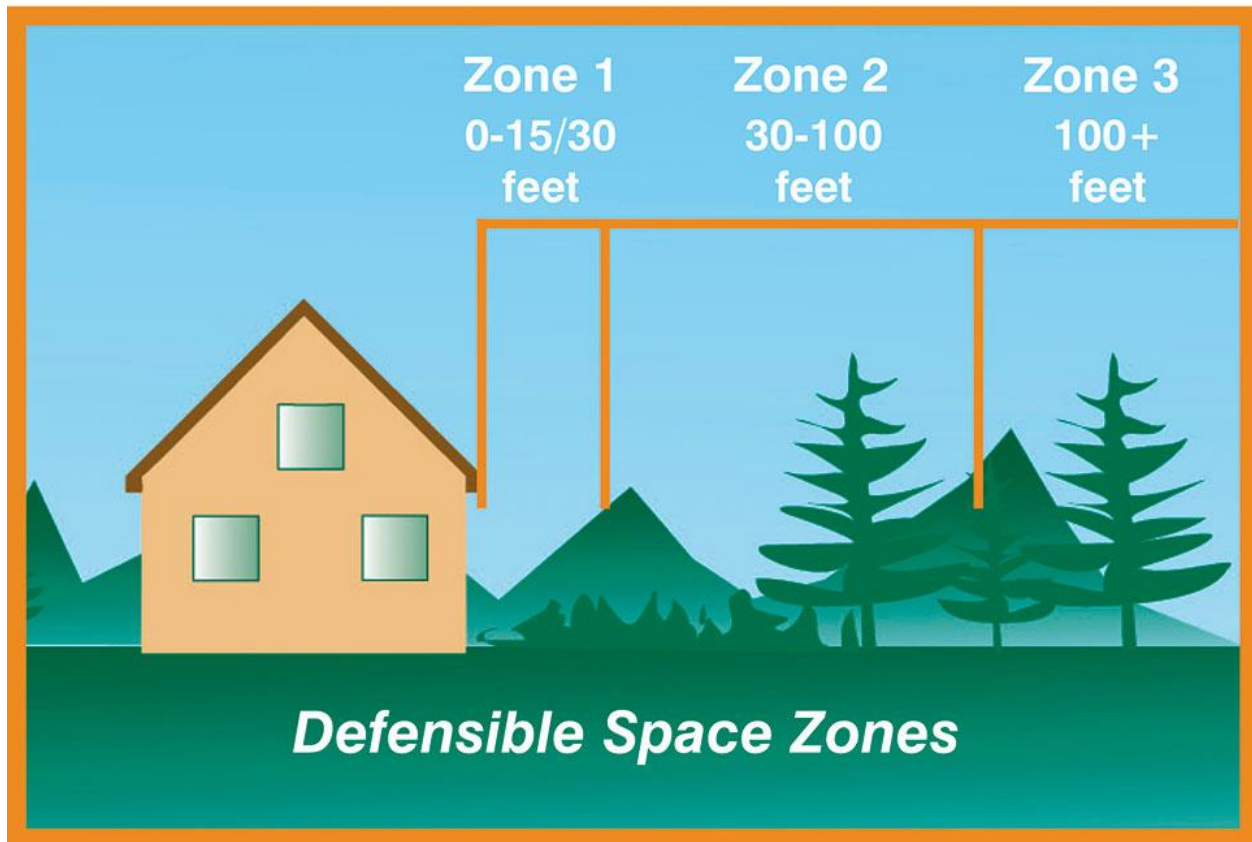 Zone 1
0-15/30
feet
Zone 2
30-100
feet
Zone 3
100+
feet
Defensible Space Zones